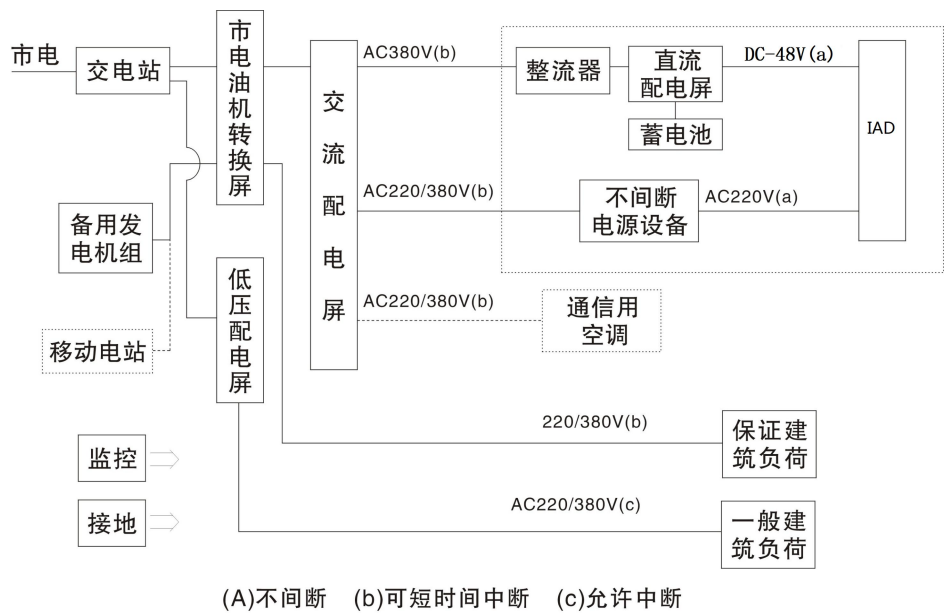 市电
交电站
市电油机转换屏
交流配电屏
AC380V(b)
整流器
直流
配电屏
DC-48V(a)
IAD
蓄电池
备用发
电机组
AC220/380V(b)
不间断
电源设备
AC220V(a)
低压配电屏
移动电站
AC220/380V(b)
通信用
空调
220/380V(b)
保证建
筑负荷
监控
接地
AC220/380V(c)
一般建
筑负荷
(A)不间断 (b)可短时间中断 (c)允许中断